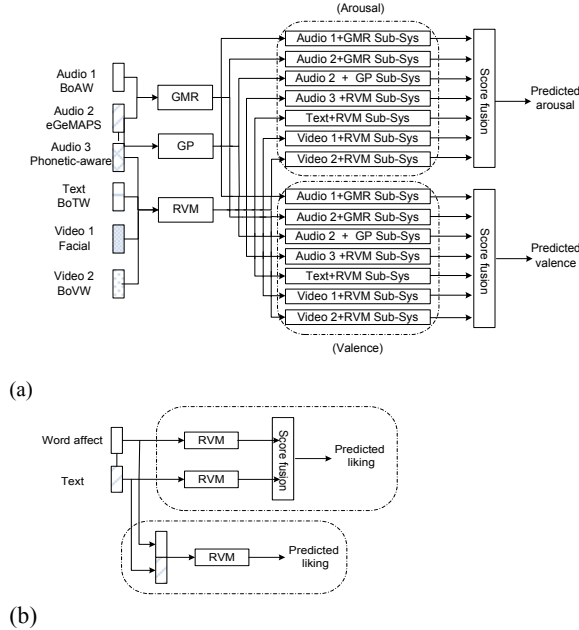 (Arousal)
Audio 1
BoAW
Audio 2
eGeMAPS
Audio 3
Phonetic-aware
Text
BoTW
Video 1
Facial
Video 2
BoVW
GMR
GP
RVM
Audio 1+GMR Sub-Sys
Audio 2+GMR Sub-Sys
Audio 2 + GP Sub-Sys
Audio 3 +RVM Sub-Sys
Text+RVM Sub-Sys
Video 1+RVM Sub-Sys
Video 2+RVM Sub-Sys
Score fusion
Predicted
arousal
Audio 1+GMR Sub-Sys
Audio 2+GMR Sub-Sys
Audio 2 + GP Sub-Sys
Audio 3 +RVM Sub-Sys
Text+RVM Sub-Sys
Video 1+RVM Sub-Sys
Video 2+RVM Sub-Sys
Score fusion
Predicted
valence
(Valence)
(a)
Word affect
Text
RVM
RVM
Score fusion
Predicted
liking
RVM
Predicted
liking
(b)